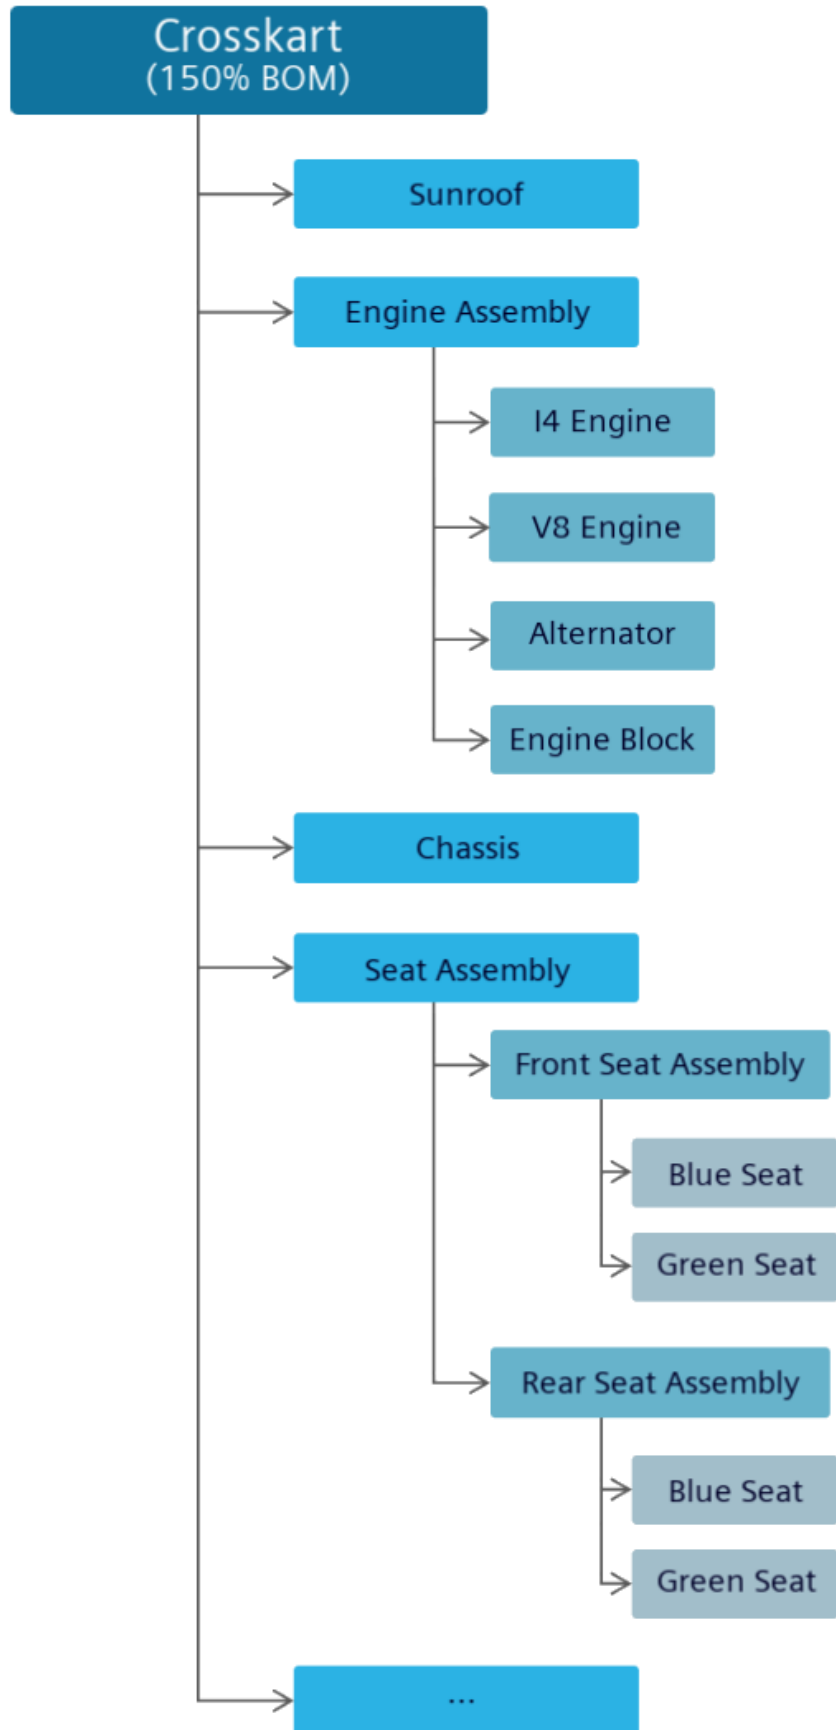 Crosskart
(150% BOM)
Sunroof
Engine Assembly
I4 Engine
V8 Engine
Alternator
Engine Block
Chassis
Seat Assembly
Front Seat Assembly
Blue Seat
Green Seat
Rear Seat Assembly
Blue Seat
Green Seat
...